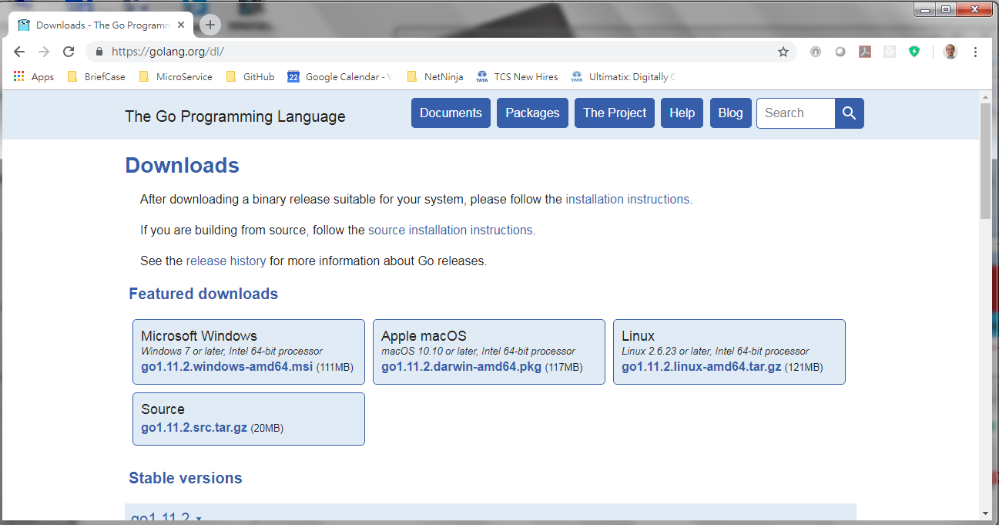 Downloads - The Go Programm
https://golang.org/dl/
Apps BriefCase MicroService GitHub 22 Google Calendar - NetNinja TATA TCS New Hires TATA Ultimatix: Digitally
The Go Programming Language
Documents Packages The Project Help Blog Search
Downloads
After downloading a binary release suitable for your system, please follow the installation instructions.
If you are building from source, follow the source installation instructions.
See the release history for more information about Go releases.
Featured downloads
Microsoft Windows
Windows 7 or later, Intel 64-bit processor
go1.11.2.windows-amd64.msi (111MB)
Apple macOS
macOS 10.10 or later, Intel 64-bit processor
go1.11.2.darwin-amd64.pkg (117MB)
Linux
Linux 2.6.23 or later, Intel 64-bit processor
go1.11.2.linux-amd64.tar.gz (121MB)
Source
go1.11.2.src.tar.gz (20MB)
Stable versions
go1.11.2